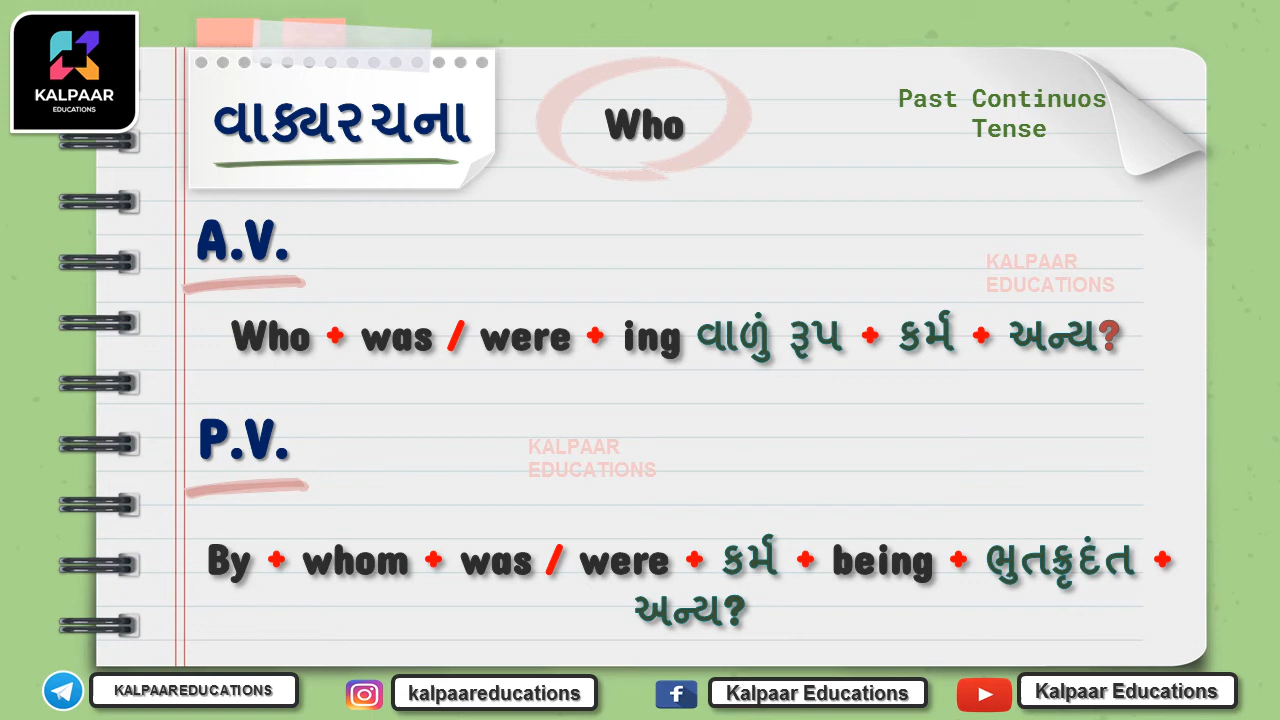 KALPAAR
EDUCATIONS
વાક્યરચના
Who
Past Continuos
Tense
A.V.
KALPAAR
EDUCATIONS
Who + was / were + ing વાળું રૂપ + કર્મ + અન્ય?
P.V.
KALPAAR
EDUCATIONS
By + whom + was / were + કર્મ + being + ભુતકૃદંત +
અન્ય?
KALPAAREDUCATIONS
kalpaareducations
Kalpaar Educations
Kalpaar Educations